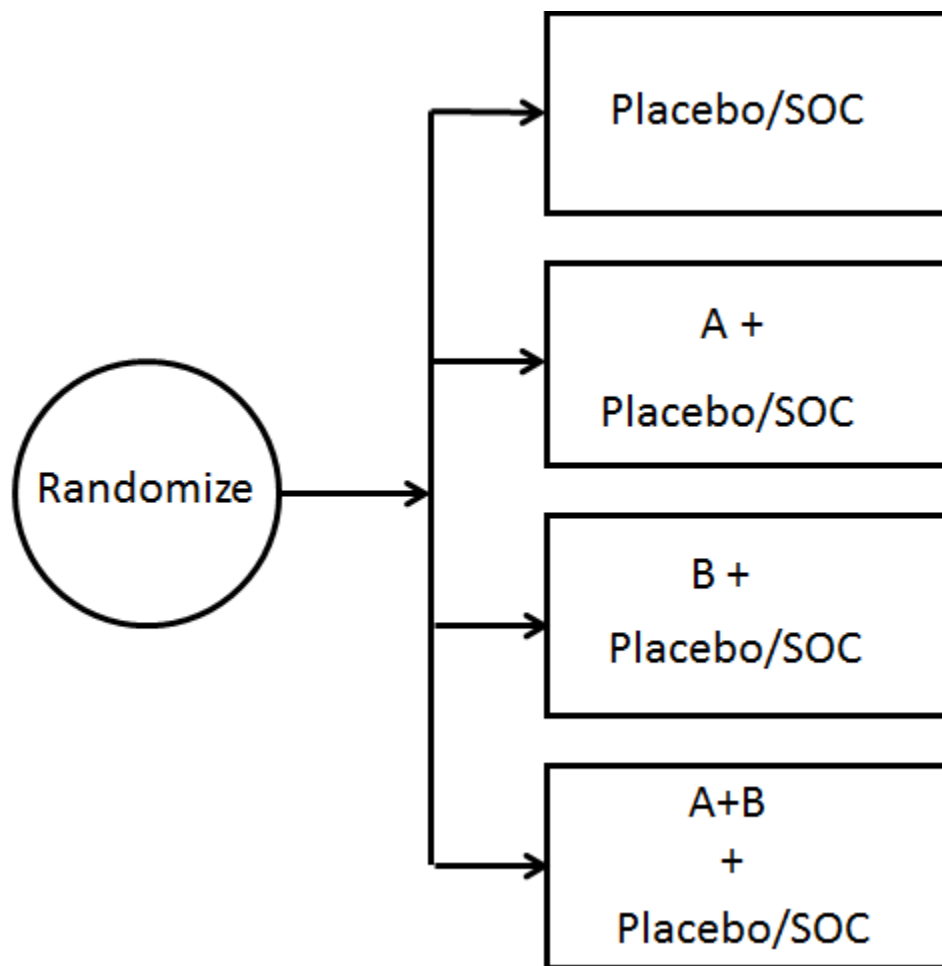 Randomize
Placebo/SOC
A +
Placebo/SOC
B +
Placebo/SOC
A+B
+
Placebo/SOC